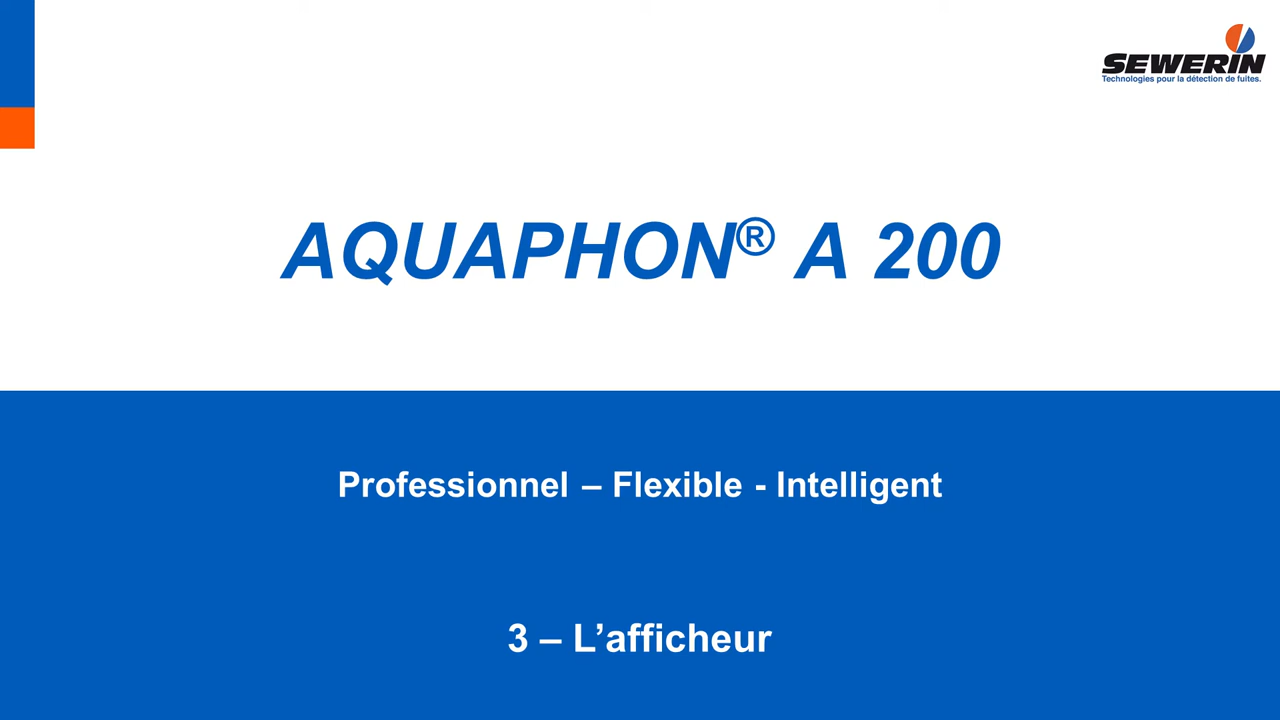 SEWERIN
Technologies pour la détection de fuites.
AQUAPHON® A 200
Professionnel – Flexible - Intelligent
3 – L’afficheur